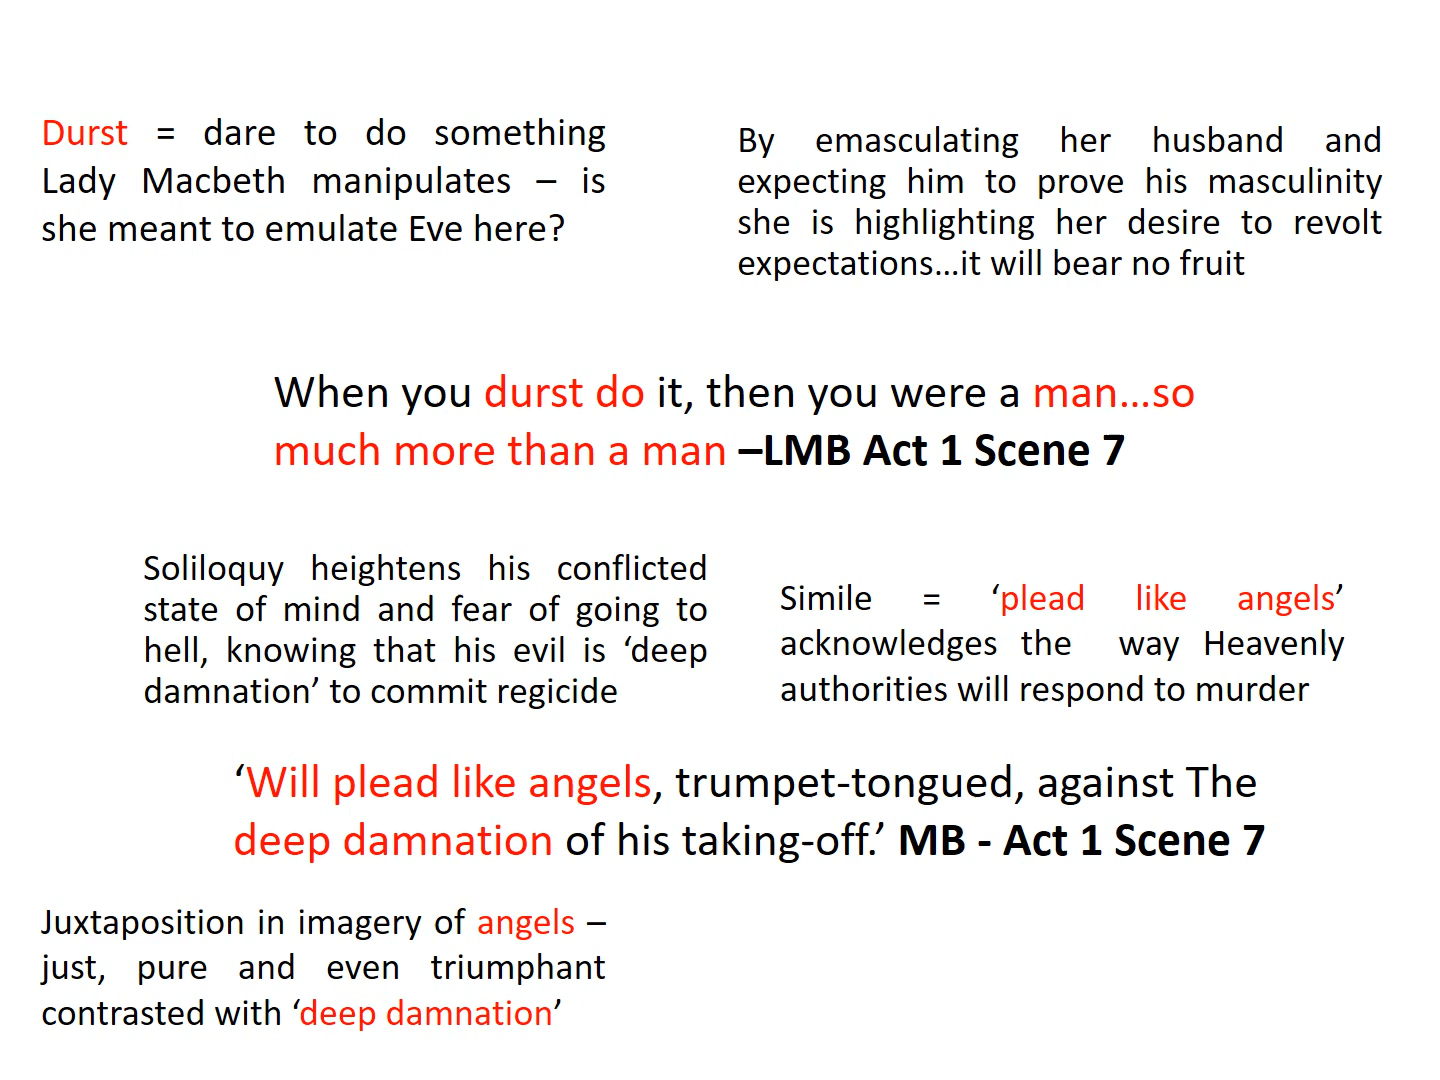 Durst = dare to do something
Lady Macbeth manipulates – is
she meant to emulate Eve here?
By emasculating her husband and
expecting him to prove his masculinity
she is highlighting her desire to revolt
expectations...it will bear no fruit
When you durst do it, then you were a man...so
much more than a man –LMB Act 1 Scene 7
Soliloquy heightens his conflicted
state of mind and fear of going to
hell, knowing that his evil is ‘deep
damnation’ to commit regicide
Simile = ‘plead like angels’
acknowledges the way Heavenly
authorities will respond to murder
‘Will plead like angels, trumpet-tongued, against The
deep damnation of his taking-off.’ MB - Act 1 Scene 7
Juxtaposition in imagery of angels –
just, pure and even triumphant
contrasted with ‘deep damnation’